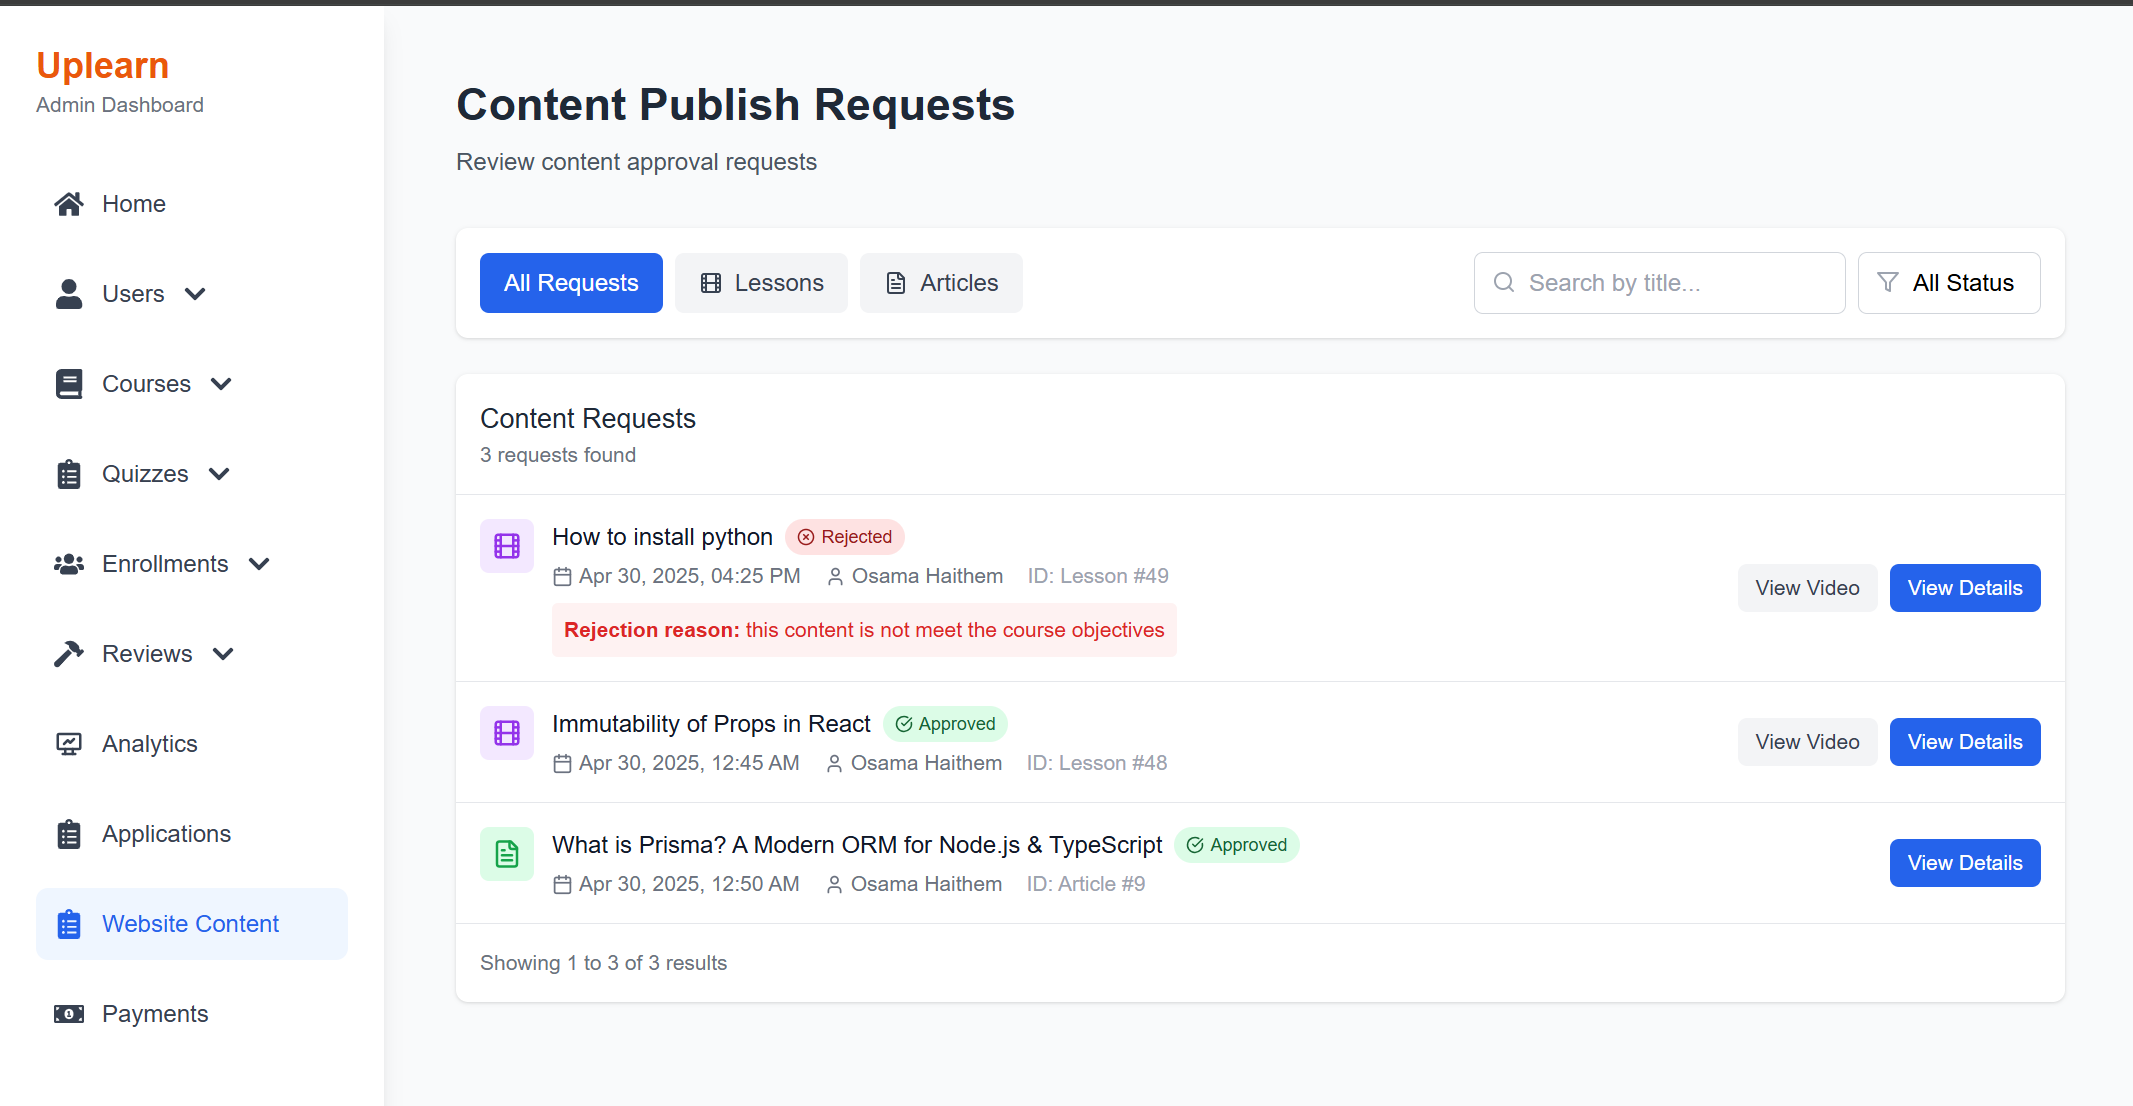 Uplearn
Admin Dashboard
Home
Users
Courses
Quizzes
Enrollments
Reviews
Analytics
Applications
Website Content
Payments
Content Publish Requests
Review content approval requests
All Requests Lessons Articles Search by title... All Status
Content Requests
3 requests found
How to install python Rejected
Apr 30, 2025, 04:25 PM Osama Haithem ID: Lesson #49
Rejection reason: this content is not meet the course objectives
View Video View Details
Immutability of Props in React Approved
Apr 30, 2025, 12:45 AM Osama Haithem ID: Lesson #48
View Video View Details
What is Prisma? A Modern ORM for Node.js & TypeScript Approved
Apr 30, 2025, 12:50 AM Osama Haithem ID: Article #9
View Details
Showing 1 to 3 of 3 results